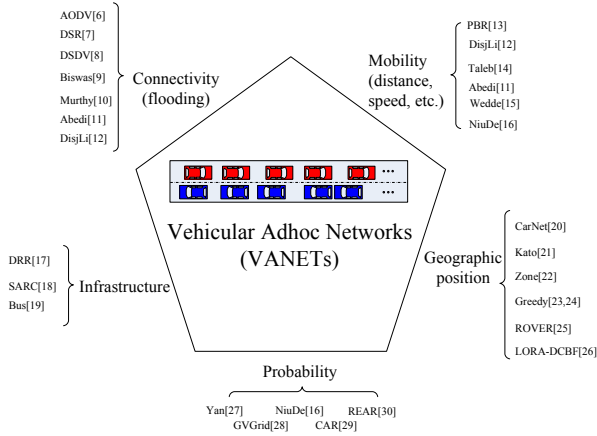 AODV[6]
DSR[7]
DSDV[8]
Biswas[9]
Murthy[10]
Abedi[11]
DisjLi[12]
Connectivity
(flooding)
Mobility
(distance,
speed, etc.)
PBR[13]
DisjLi[12]
Taleb[14]
Abedi[11]
Wedde[15]
NiuDe[16]
...
...
Vehicular Adhoc Networks
(VANETs)
DRR[17]
SARC[18]
Bus[19]
Infrastructure
Geographic
position
CarNet[20]
Kato[21]
Zone[22]
Greedy[23,24]
ROVER[25]
LORA-DCBF[26]
Probability
Yan[27] NiuDe[16] REAR[30]
GVGrid[28] CAR[29]